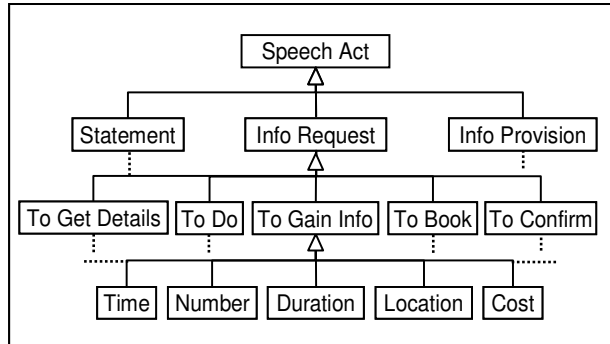 Speech Act
Statement Info Request Info Provision
To Get Details To Do To Gain Info To Book To Confirm
Time Number Duration Location Cost